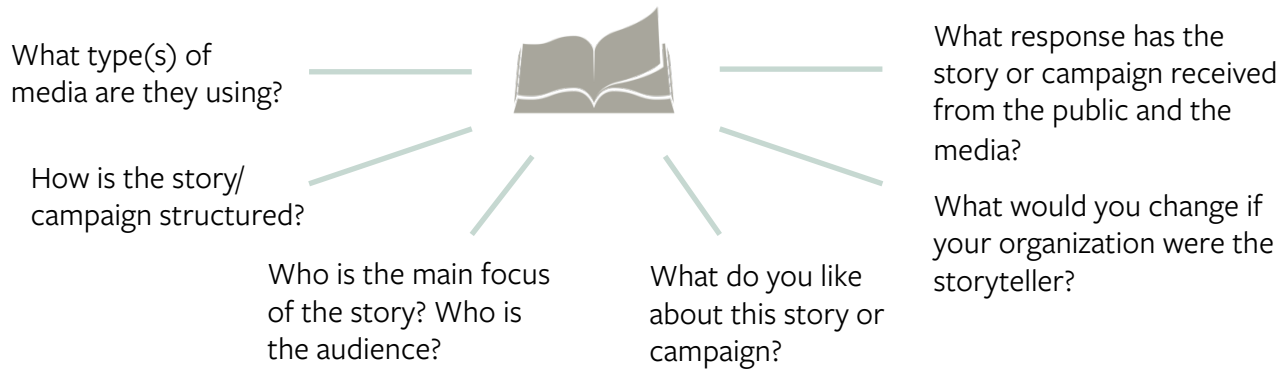 What type(s) of
media are they using?
How is the story/
campaign structured?
Who is the main focus
of the story? Who is
the audience?
What do you like
about this story or
campaign?
What response has the
story or campaign received
from the public and the
media?
What would you change if
your organization were the
storyteller?